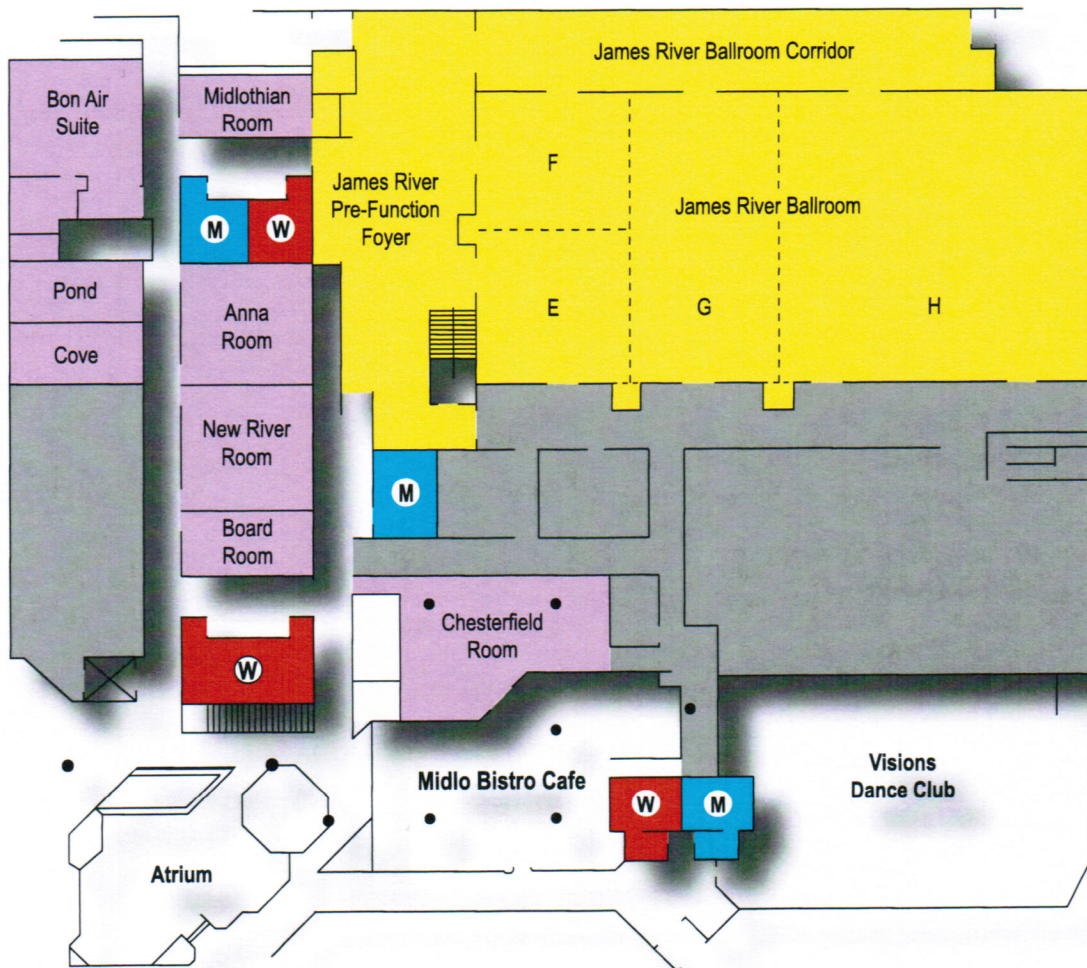 James River Ballroom Corridor
Bon Air
Suite
Midlothian
Room
F
James River
Pre-Function
Foyer
James River Ballroom
M
W
Pond
Anna
Room
E
G
H
Cove
New River
Room
M
Board
Room
Chesterfield
Room
W
Midlo Bistro Cafe
Visions
Dance Club
W
M
Atrium